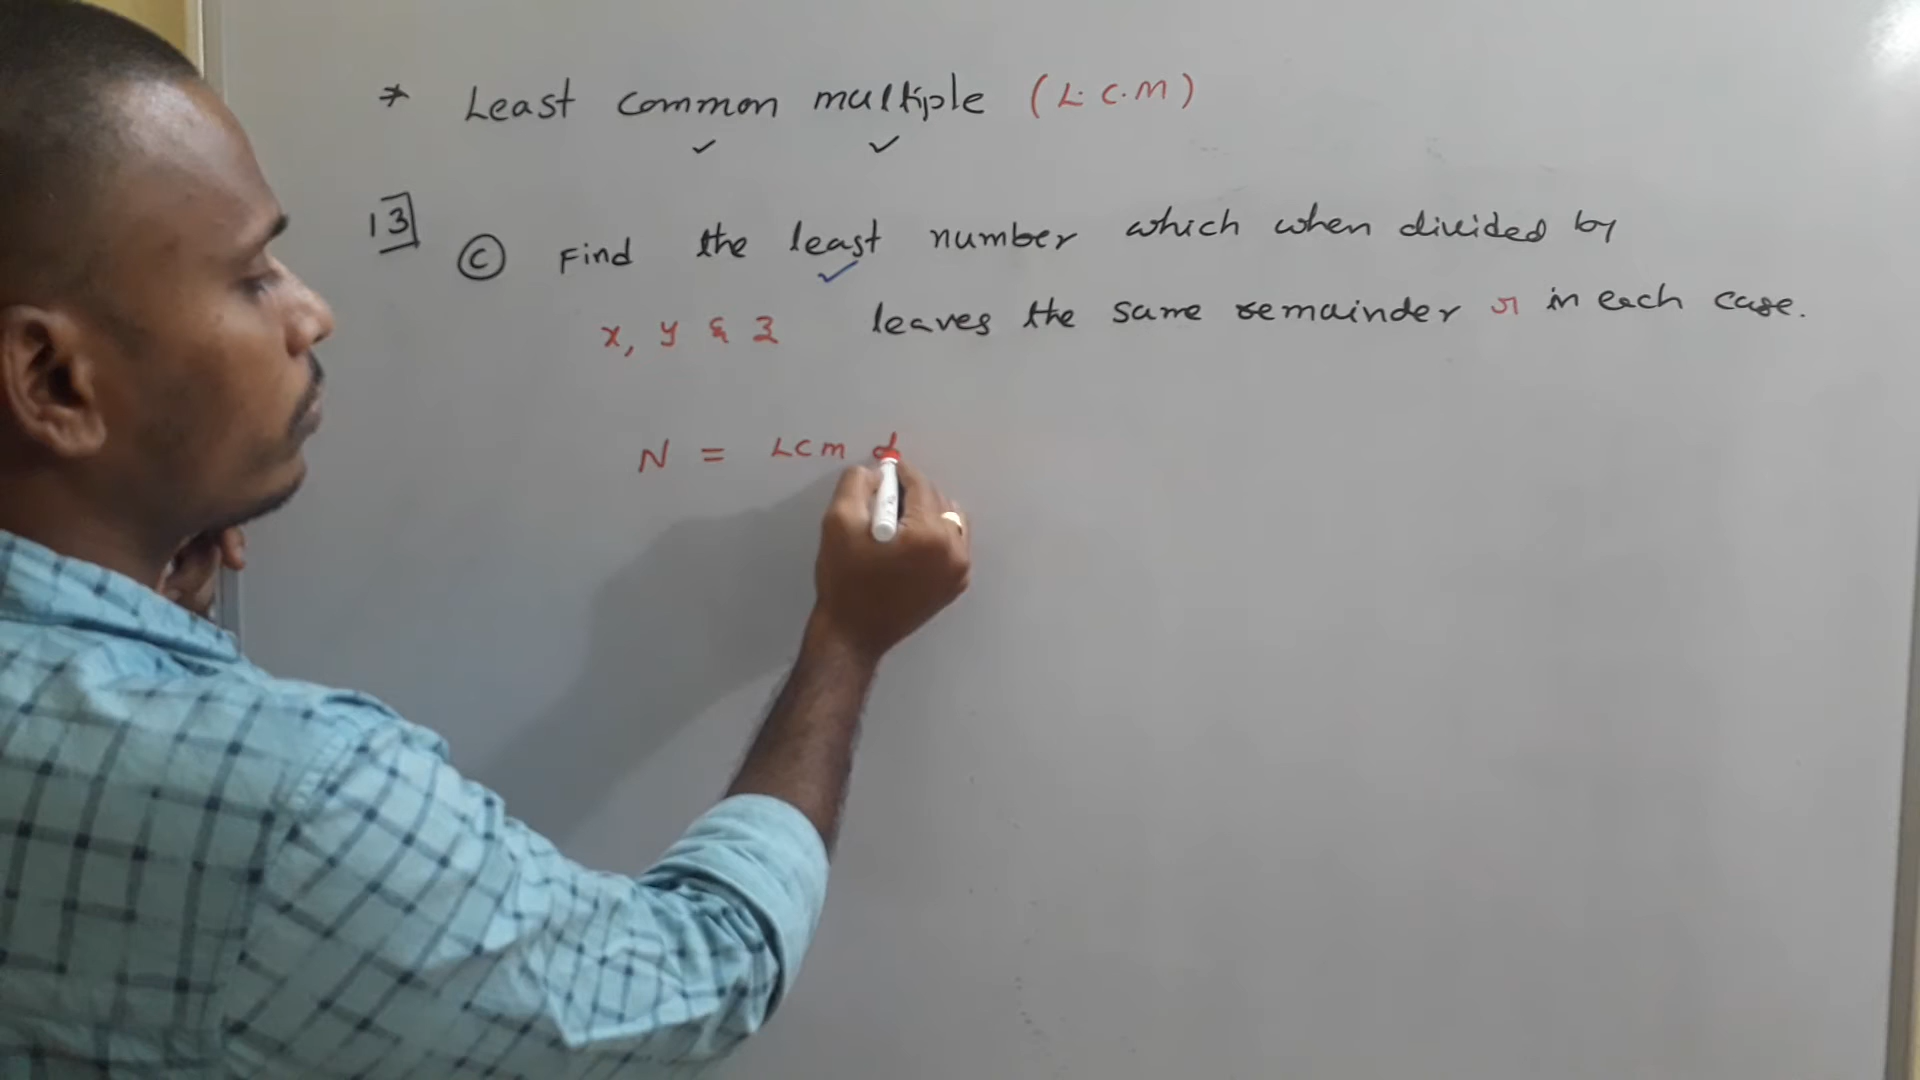 * Least common multiple (L.C.M)
13
(C) Find the least number which when divided by
x, y & z leaves the same remainder r in each case.
N = LCM